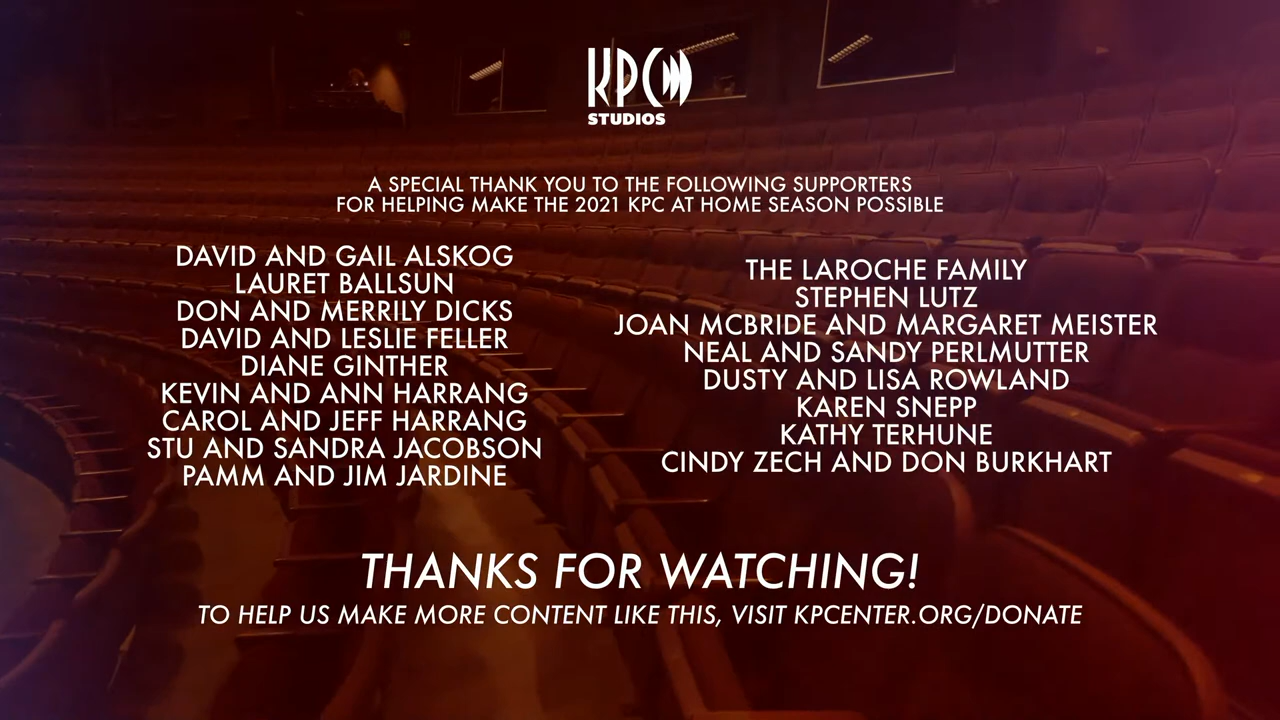 KPC
STUDIOS
A SPECIAL THANK YOU TO THE FOLLOWING SUPPORTERS
FOR HELPING MAKE THE 2021 KPC AT HOME SEASON POSSIBLE
DAVID AND GAIL ALSKOG
LAURET BALLSUN
DON AND MERRILY DICKS
DAVID AND LESLIE FELLER
DIANE GINTHER
KEVIN AND ANN HARRANG
CAROL AND JEFF HARRANG
STU AND SANDRA JACOBSON
PAMM AND JIM JARDINE
THE LAROCHE FAMILY
STEPHEN LUTZ
JOAN MCBRIDE AND MARGARET MEISTER
NEAL AND SANDY PERLMUTTER
DUSTY AND LISA ROWLAND
KAREN SNEPP
KATHY TERHUNE
CINDY ZECH AND DON BURKHART
THANKS FOR WATCHING!
TO HELP US MAKE MORE CONTENT LIKE THIS, VISIT KPCENTER.ORG/DONATE